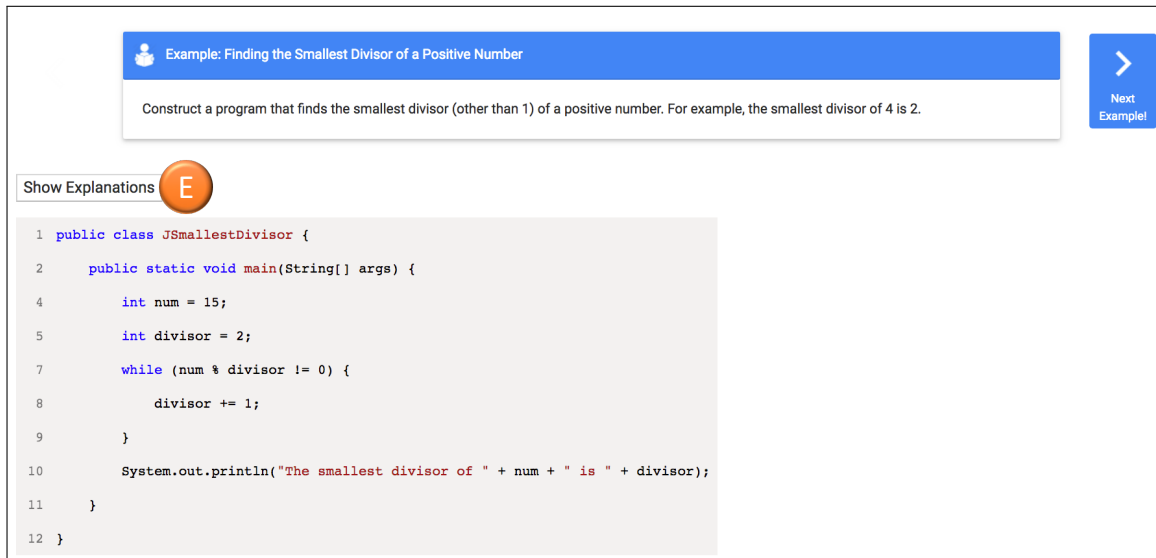 Example: Finding the Smallest Divisor of a Positive Number
Construct a program that finds the smallest divisor (other than 1) of a positive number. For example, the smallest divisor of 4 is 2.
Next
Example!
Show Explanations
E
1 public class JSmallestDivisor {
2 public static void main(String[] args) {
4 int num = 15;
5 int divisor = 2;
7 while (num % divisor != 0) {
8 divisor += 1;
9 }
10 System.out.println("The smallest divisor of " + num + " is " + divisor);
11 }
12 }